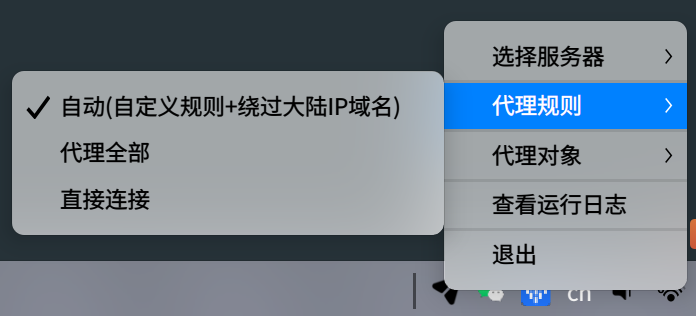 选择服务器
代理规则
代理对象
查看运行日志
退出
自动(自定义规则+绕过大陆IP域名)
代理全部
直接连接
cn